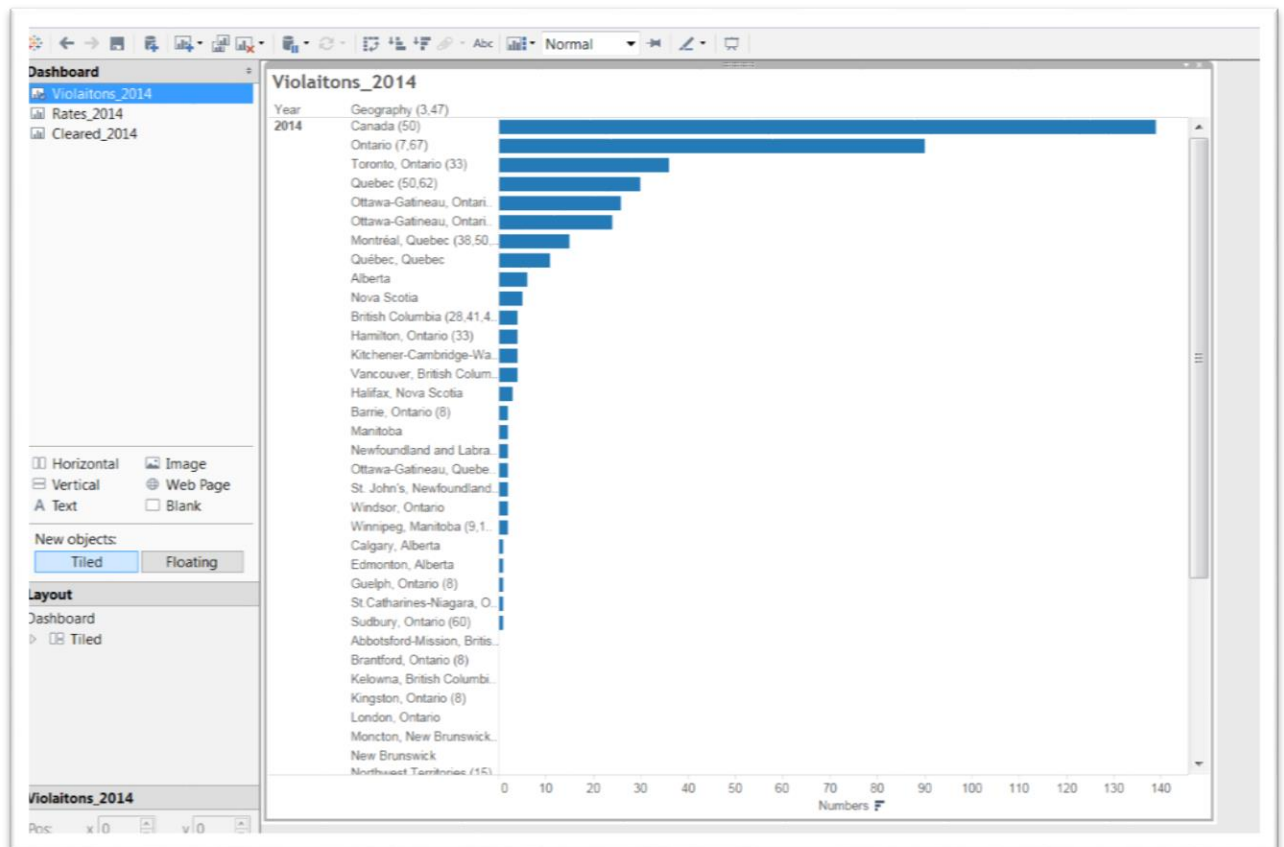 Abc Normal
Dashboard
Violaitons_2014
Rates_2014
Cleared_2014
Horizontal Image
Vertical Web Page
A Text Blank
New objects:
Tiled Floating
Layout
Dashboard
Tiled
Violaitons_2014
Pos: x 0 y 0
Violaitons_2014
Year Geography (3,47)
2014 Canada (50)
Ontario (7,67)
Toronto, Ontario (33)
Quebec (50,62)
Ottawa-Gatineau, Ontari..
Ottawa-Gatineau, Ontari..
Montréal, Quebec (38,50,..
Québec, Quebec
Alberta
Nova Scotia
British Columbia (28,41,4..
Hamilton, Ontario (33)
Kitchener-Cambridge-Wa..
Vancouver, British Colum..
Halifax, Nova Scotia
Barrie, Ontario (8)
Manitoba
Newfoundland and Labra..
Ottawa-Gatineau, Quebe..
St. John's, Newfoundland..
Windsor, Ontario
Winnipeg, Manitoba (9,1..
Calgary, Alberta
Edmonton, Alberta
Guelph, Ontario (8)
St.Catharines-Niagara, O..
Sudbury, Ontario (60)
Abbotsford-Mission, Britis..
Brantford, Ontario (8)
Kelowna, British Columbi..
Kingston, Ontario (8)
London, Ontario
Moncton, New Brunswick..
New Brunswick
Northwest Territories (15)
0 10 20 30 40 50 60 70 80 90 100 110 120 130 140
Numbers